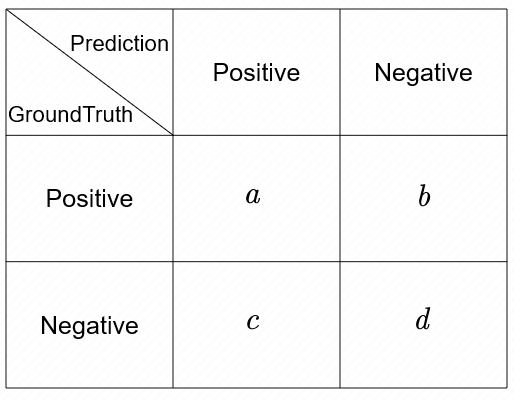 Prediction
GroundTruth
Positive
Negative
Positive
a
b
Negative
c
d